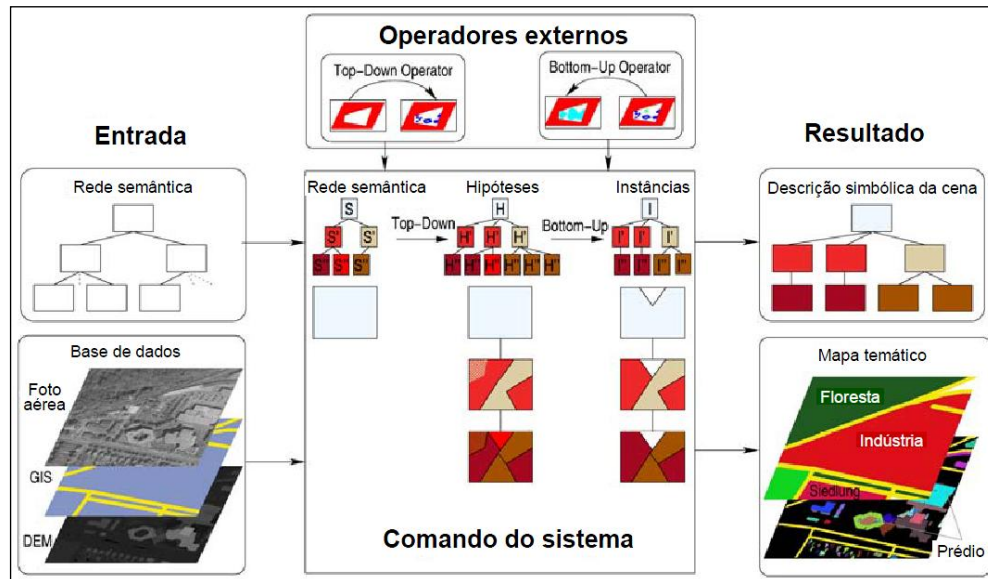 Operadores externos
Top-Down Operator
Bottom-Up Operator
Entrada
Resultado
Rede semântica
Rede semântica
Hipóteses
Instâncias
Descrição simbólica da cena
S
H
I
Top-Down
Bottom-Up
S' S'
H' H' H'
I' I' I'
S" S" S"
H" H" H" H" H" H"
I" I" I" I"
Base de dados
Foto
aérea
GIS
DEM
Mapa temático
Floresta
Indústria
Siedlung
Prédio
Comando do sistema